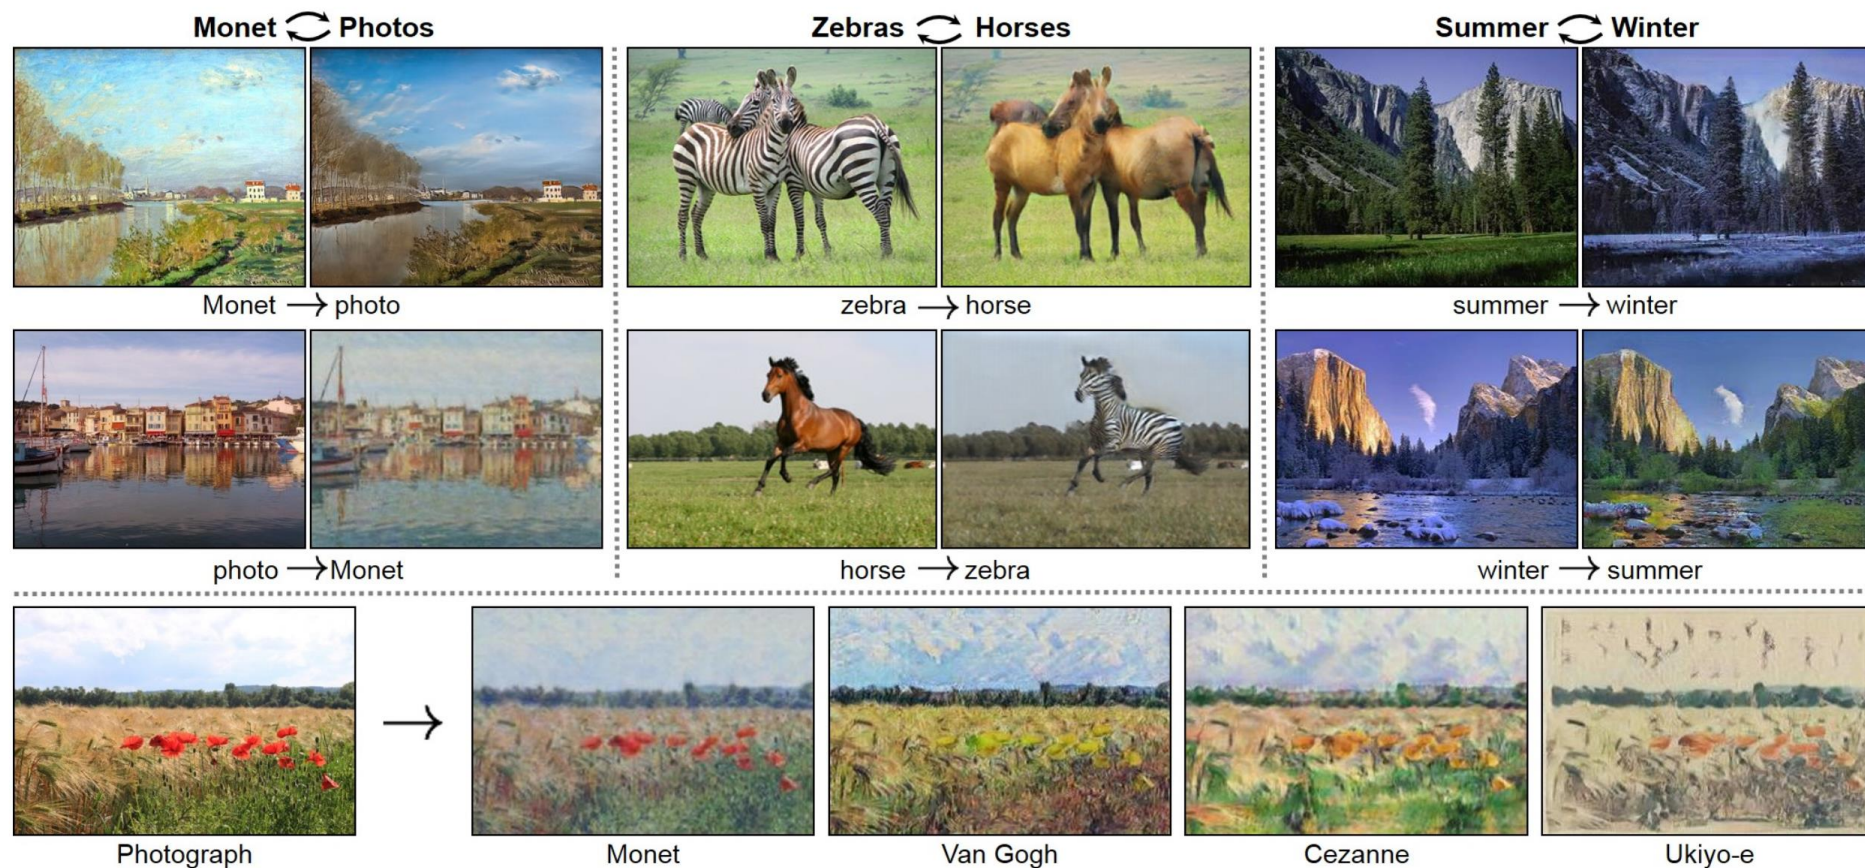 Monet Photos
Zebras Horses
Summer Winter
Monet → photo
zebra → horse
summer → winter
photo → Monet
horse → zebra
winter → summer
Photograph
Monet
Van Gogh
Cezanne
Ukiyo-e